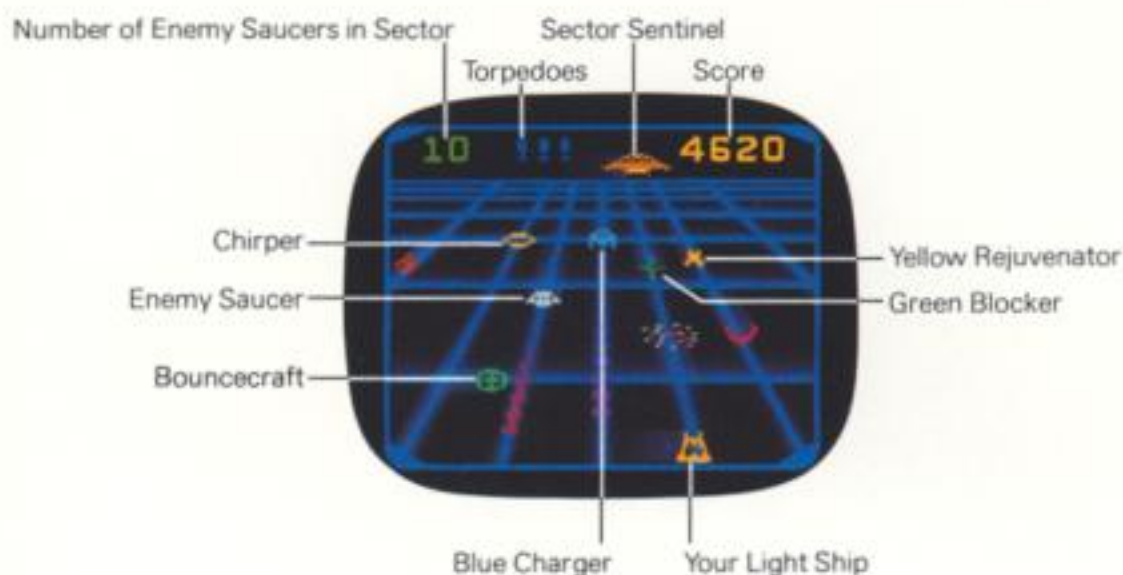 Number of Enemy Saucers in Sector
Sector Sentinel
Torpedoes
Score
10
4620
Chirper
Yellow Rejuvenator
Enemy Saucer
Green Blocker
Bouncecraft
Blue Charger
Your Light Ship